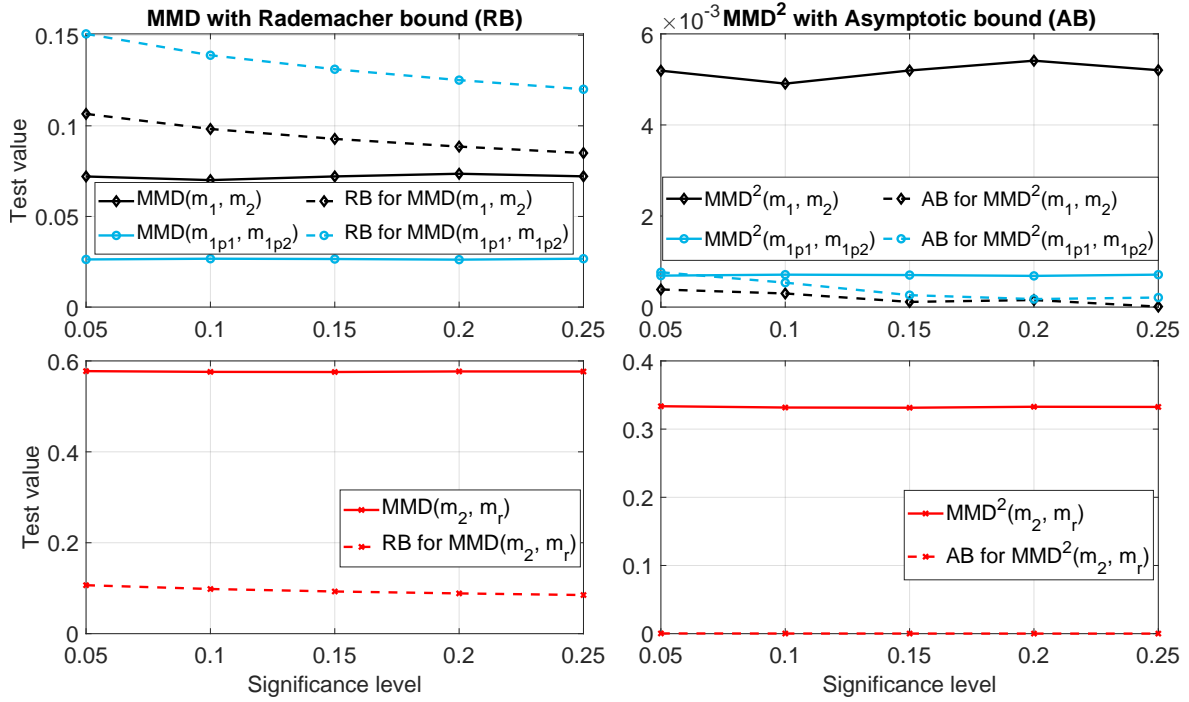 MMD with Rademacher bound (RB)
0.15
0.1
0.05
0
Test value
MMD(m1, m2)
RB for MMD(m1, m2)
MMD(m1p1, m1p2)
RB for MMD(m1p1, m1p2)
0.05 0.1 0.15 0.2 0.25
MMD² with Asymptotic bound (AB)
×10⁻³
6
4
2
0
MMD²(m1, m2)
AB for MMD²(m1, m2)
MMD²(m1p1, m1p2)
AB for MMD²(m1p1, m1p2)
0.05 0.1 0.15 0.2 0.25
0.6
0.4
0.2
0
Test value
MMD(m2, mr)
RB for MMD(m2, mr)
0.05 0.1 0.15 0.2 0.25
Significance level
0.4
0.3
0.2
0.1
0
MMD²(m2, mr)
AB for MMD²(m2, mr)
0.05 0.1 0.15 0.2 0.25
Significance level